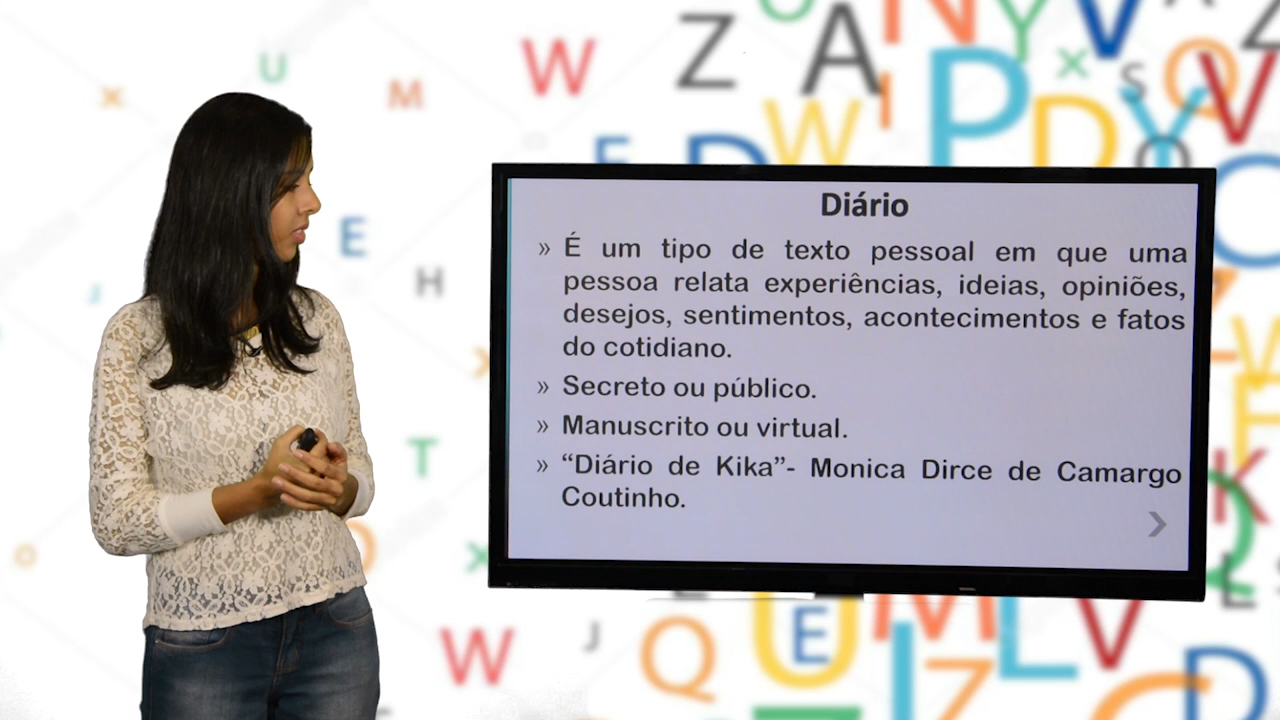 Diário
» É um tipo de texto pessoal em que uma
pessoa relata experiências, ideias, opiniões,
desejos, sentimentos, acontecimentos e fatos
do cotidiano.
» Secreto ou público.
» Manuscrito ou virtual.
» “Diário de Kika”- Monica Dirce de Camargo
Coutinho.